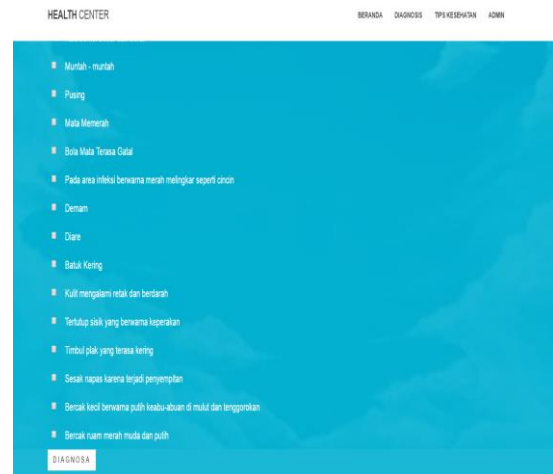 HEALTH CENTER
BERANDA DIAGNOSIS TIPS KESEHATAN ADMIN
Muntah - muntah
Pusing
Mata Memerah
Bola Mata Terasa Gatal
Pada area infeksi berwarna merah melingkar seperti cincin
Demam
Diare
Batuk Kering
Kulit mengalami retak dan berdarah
Tertutup sisik yang berwarna keperakan
Timbul plak yang terasa kering
Sesak napas karena terjadi penyempitan
Bercak kecil berwarna putih keabu-abuan di mulut dan tenggorokan
Bercak ruam merah muda dan putih
DIAGNOSA